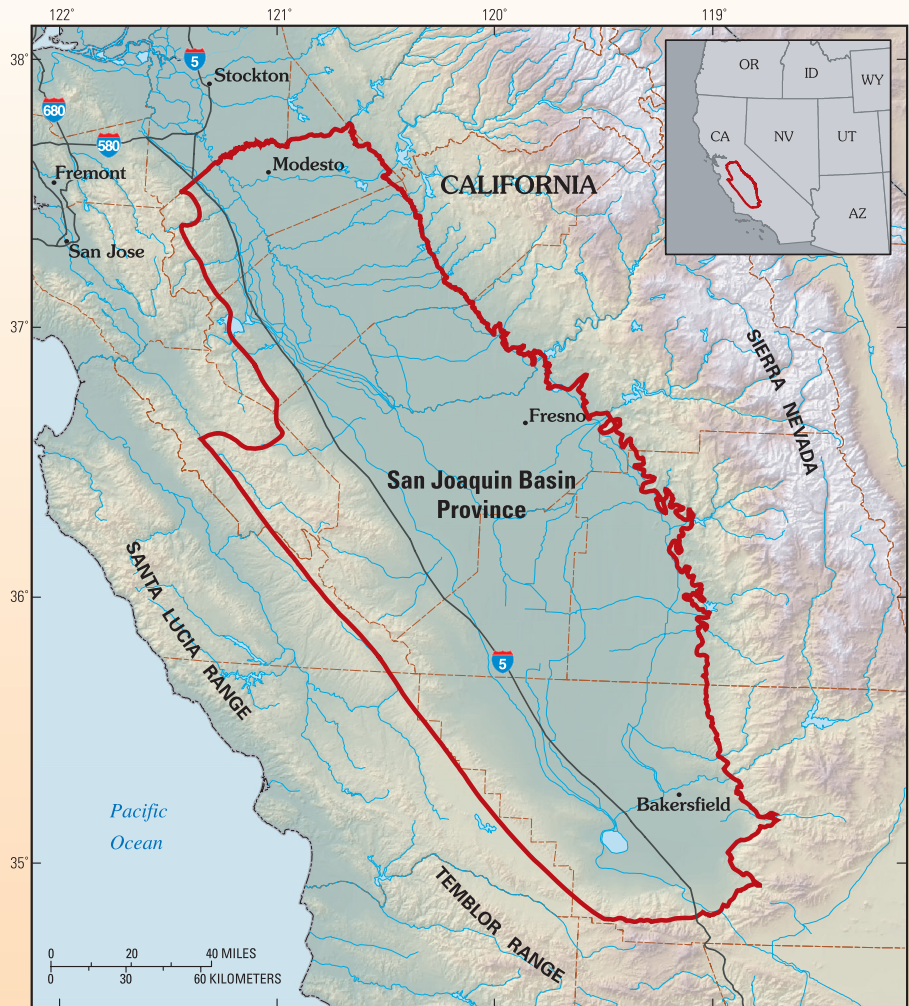 122°
121°
120°
119°
38°
5
Stockton
OR
ID
WY
680
580
CA
NV
UT
Modesto
Fremont
CALIFORNIA
AZ
San Jose
37°
SIERRA NEVADA
Fresno
San Joaquin Basin
Province
SANTA LUCIA RANGE
36°
5
Bakersfield
Pacific
Ocean
35°
TEMBLOR RANGE
0 20 40 MILES
0 30 60 KILOMETERS